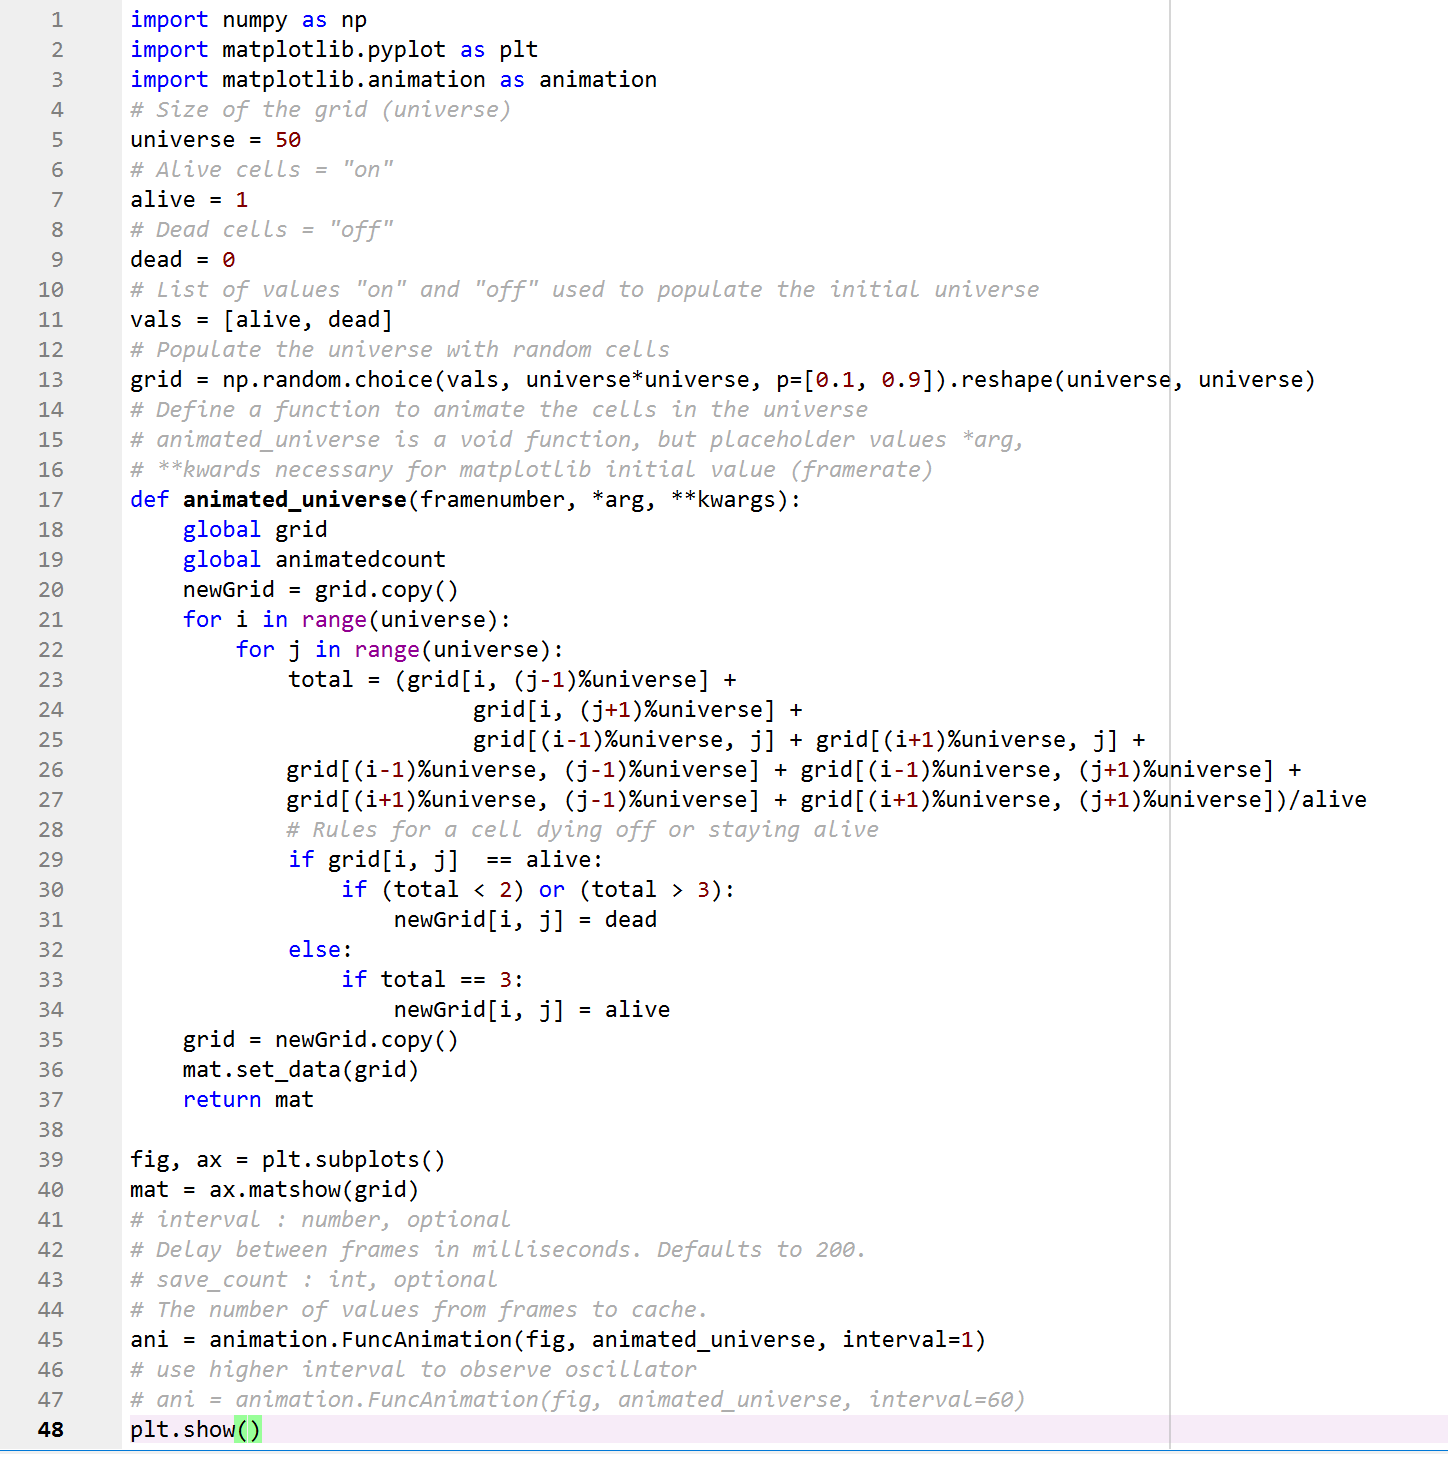 1 import numpy as np
2 import matplotlib.pyplot as plt
3 import matplotlib.animation as animation
4 # Size of the grid (universe)
5 universe = 50
6 # Alive cells = "on"
7 alive = 1
8 # Dead cells = "off"
9 dead = 0
10 # List of values "on" and "off" used to populate the initial universe
11 vals = [alive, dead]
12 # Populate the universe with random cells
13 grid = np.random.choice(vals, universe*universe, p=[0.1, 0.9]).reshape(universe, universe)
14 # Define a function to animate the cells in the universe
15 # animated_universe is a void function, but placeholder values *arg,
16 # **kwards necessary for matplotlib initial value (framerate)
17 def animated_universe(framenumber, *arg, **kwargs):
18     global grid
19     global animatedcount
20     newGrid = grid.copy()
21     for i in range(universe):
22         for j in range(universe):
23             total = (grid[i, (j-1)%universe] +
24                           grid[i, (j+1)%universe] +
25                           grid[(i-1)%universe, j] + grid[(i+1)%universe, j] +
26             grid[(i-1)%universe, (j-1)%universe] + grid[(i-1)%universe, (j+1)%universe] +
27             grid[(i+1)%universe, (j-1)%universe] + grid[(i+1)%universe, (j+1)%universe])/alive
28             # Rules for a cell dying off or staying alive
29             if grid[i, j]  == alive:
30                 if (total < 2) or (total > 3):
31                     newGrid[i, j] = dead
32             else:
33                 if total == 3:
34                     newGrid[i, j] = alive
35     grid = newGrid.copy()
36     mat.set_data(grid)
37     return mat
38
39 fig, ax = plt.subplots()
40 mat = ax.matshow(grid)
41 # interval : number, optional
42 # Delay between frames in milliseconds. Defaults to 200.
43 # save_count : int, optional
44 # The number of values from frames to cache.
45 ani = animation.FuncAnimation(fig, animated_universe, interval=1)
46 # use higher interval to observe oscillator
47 # ani = animation.FuncAnimation(fig, animated_universe, interval=60)
48 plt.show()